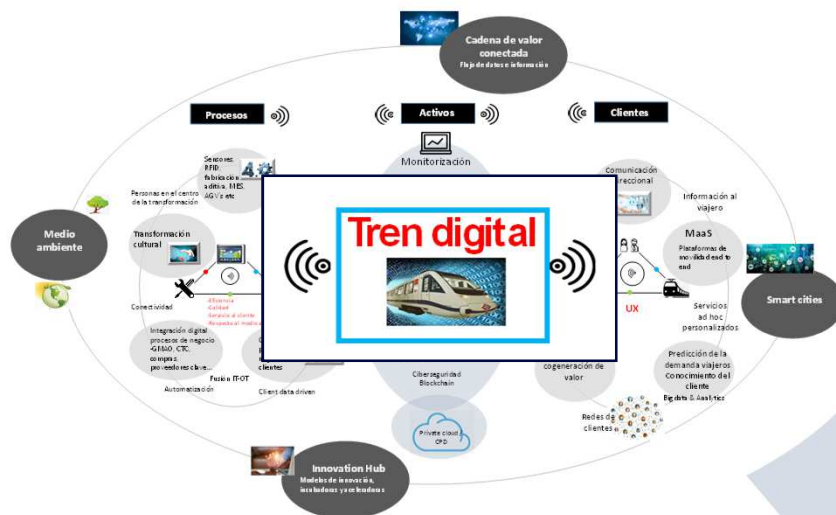 Cadena de valor
conectada
Flujo de datos e información
Procesos
Activos
Clientes
Monitorización
Sensores,
RFID,
fabricación
aditiva, MES,
AGV's etc
4.0
Personas en el centro
de la transformación
Comunicación
Información al
viajero
Medio
ambiente
Transformación
cultural
Tren digital
MaaS
Plataformas de
movilidad end to
end
Conectividad
-Eficiencia
-Calidad
-Servicio al cliente
UX
Servicios
ad hoc
personalizados
Smart cities
Integración digital
procesos de negocio
-GMAO, CTC,
compras,
proveedores clave...
clientes
Fusión IT-OT
Automatización
Client data driven
Ciberseguridad
Blockchain
cogeneración de
valor
Predicción de la
demanda viajeros
Conocimiento del
cliente
Big data & Analytics
Redes de
clientes
Private cloud,
CPD
Innovation Hub
Modelos de innovación,
incubadoras y aceleradoras